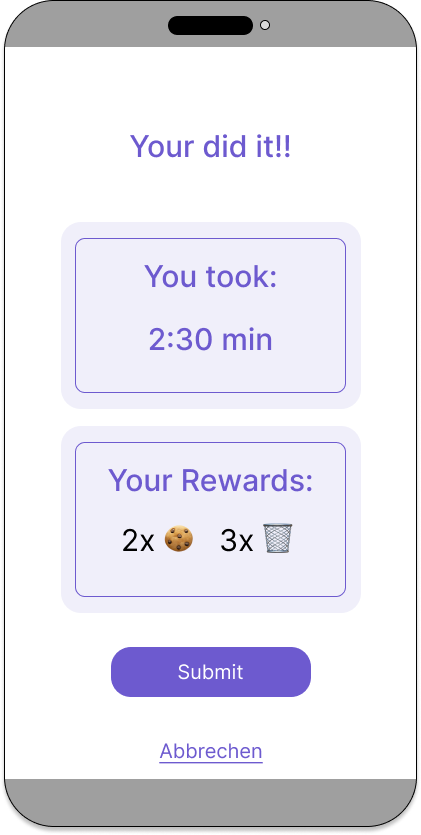 Your did it!!
You took:
2:30 min
Your Rewards:
2x 🍪 3x 🗑️
Submit
Abbrechen